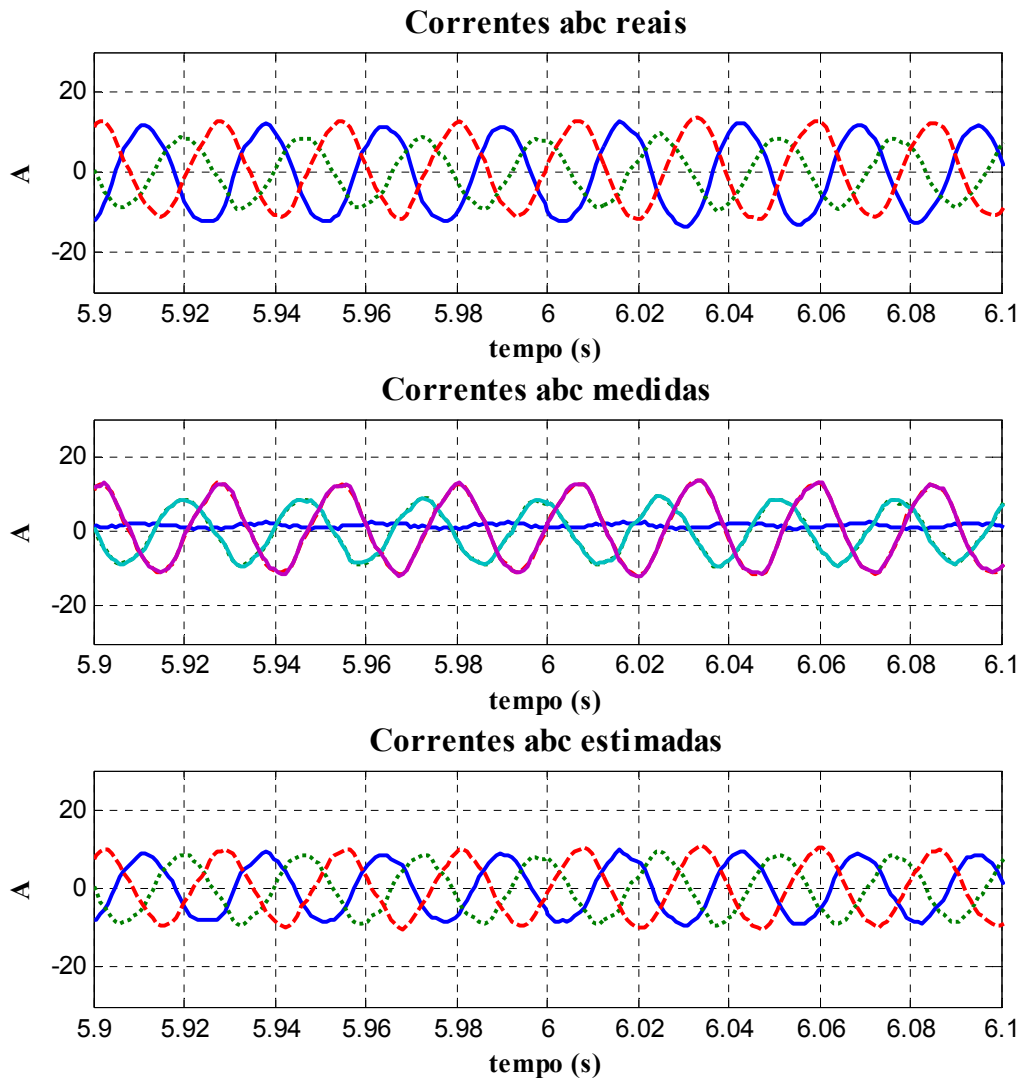 Correntes abc reais
20
0
-20
A
5.9 5.92 5.94 5.96 5.98 6 6.02 6.04 6.06 6.08 6.1
tempo (s)
Correntes abc medidas
20
0
-20
A
5.9 5.92 5.94 5.96 5.98 6 6.02 6.04 6.06 6.08 6.1
tempo (s)
Correntes abc estimadas
20
0
-20
A
5.9 5.92 5.94 5.96 5.98 6 6.02 6.04 6.06 6.08 6.1
tempo (s)